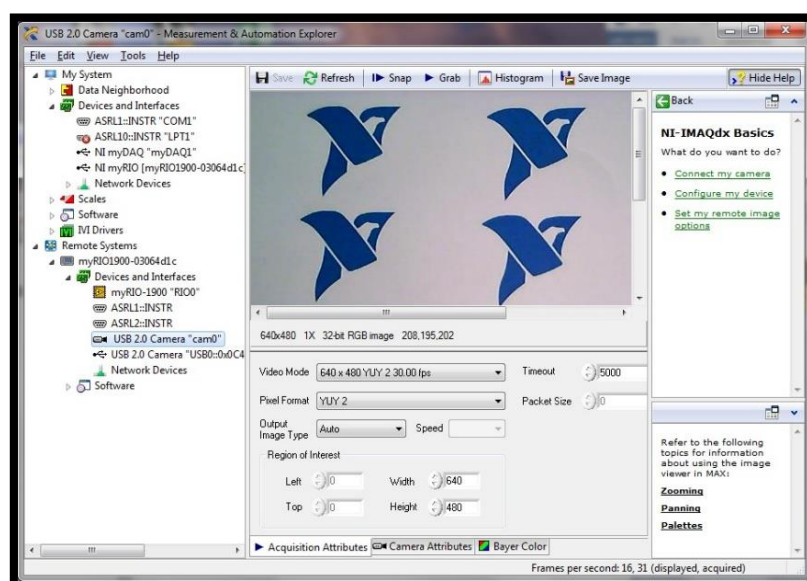 USB 2.0 Camera "cam0" - Measurement & Automation Explorer
File Edit View Tools Help
My System
Data Neighborhood
Devices and Interfaces
ASRL1::INSTR "COM1"
ASRL10::INSTR "LPT1"
NI myDAQ "myDAQ1"
NI myRIO [myRIO1900-03064d1c]
Network Devices
Scales
Software
IVI Drivers
Remote Systems
myRIO1900-03064d1c
Devices and Interfaces
myRIO-1900 "RIO0"
ASRL1::INSTR
ASRL2::INSTR
USB 2.0 Camera "cam0"
USB 2.0 Camera "USB0::0x0C4
Network Devices
Software
Save Refresh Snap Grab Histogram Save Image Hide Help
640x480 1X 32-bit RGB image 208,195,202
Video Mode 640 x 480 YUY 2 30.00 fps Timeout 5000
Pixel Format YUY 2 Packet Size 0
Output Image Type Auto Speed
Region of Interest
Left 0 Width 640
Top 0 Height 480
Acquisition Attributes Camera Attributes Bayer Color
Back
NI-IMAQdx Basics
What do you want to do?
Connect my camera
Configure my device
Set my remote image
options
Refer to the following
topics for information
about using the image
viewer in MAX:
Zooming
Panning
Palettes
Frames per second: 16, 31 (displayed, acquired)